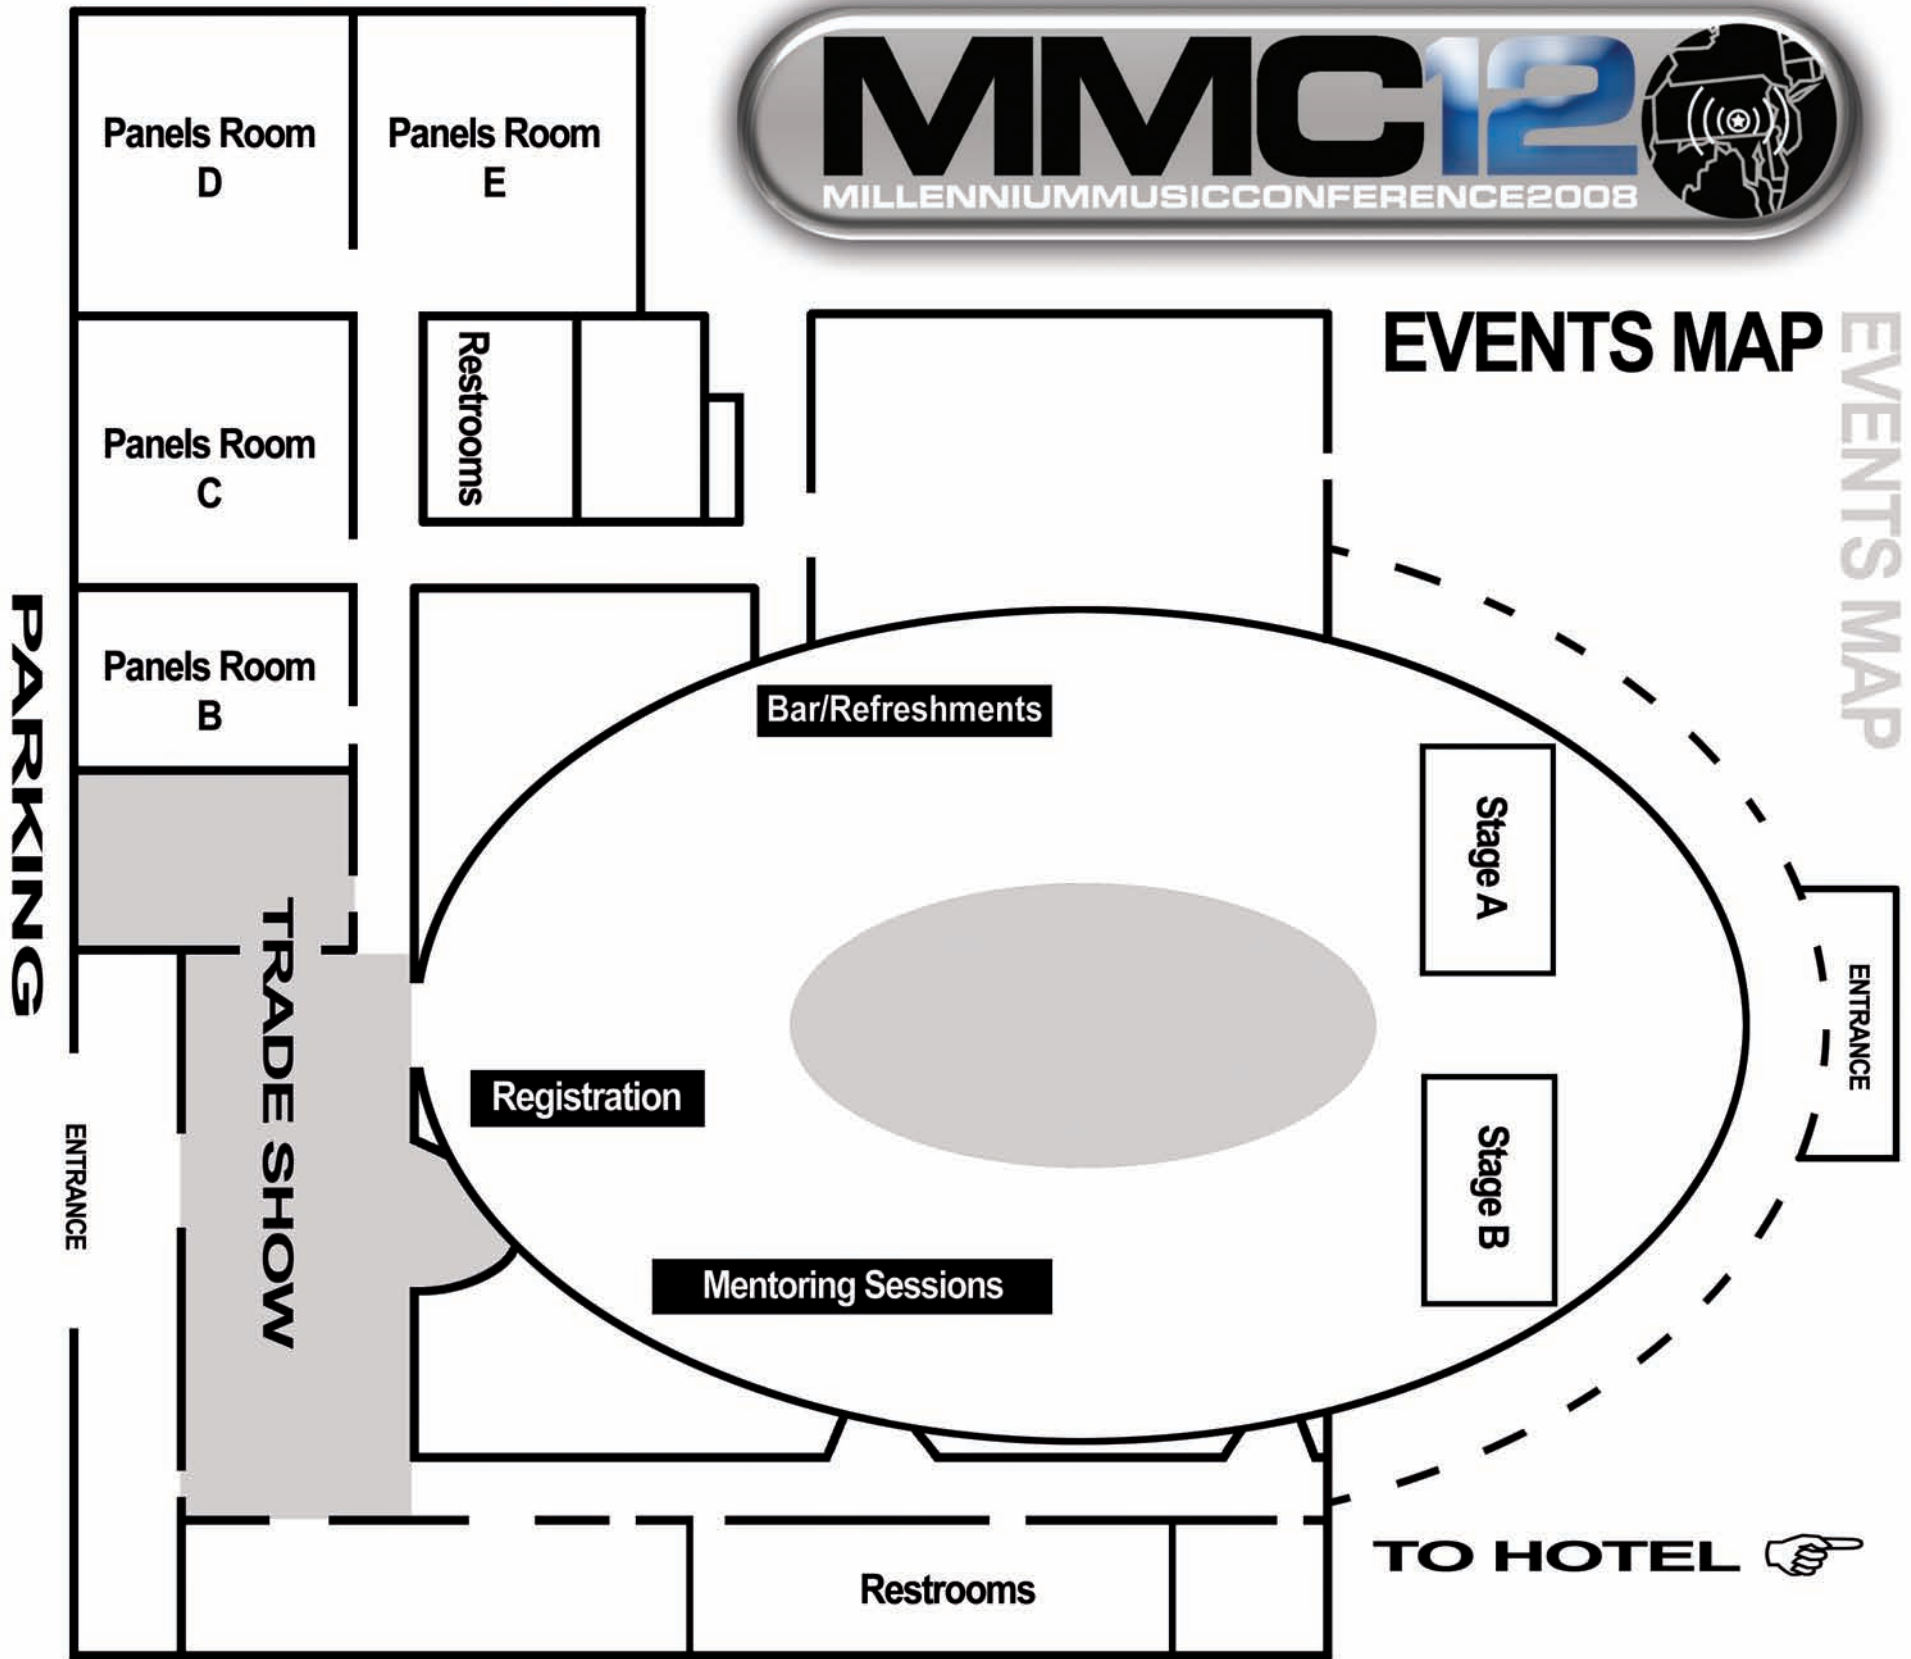 MMC12
MILLENNIUMMUSICCONFERENCE2008
EVENTS MAP
EVENTS MAP
Panels Room
D
Panels Room
E
Restrooms
Panels Room
C
Panels Room
B
PARKING
Bar/Refreshments
Stage A
TRADE SHOW
ENTRANCE
Registration
ENTRANCE
Stage B
Mentoring Sessions
TO HOTEL
Restrooms